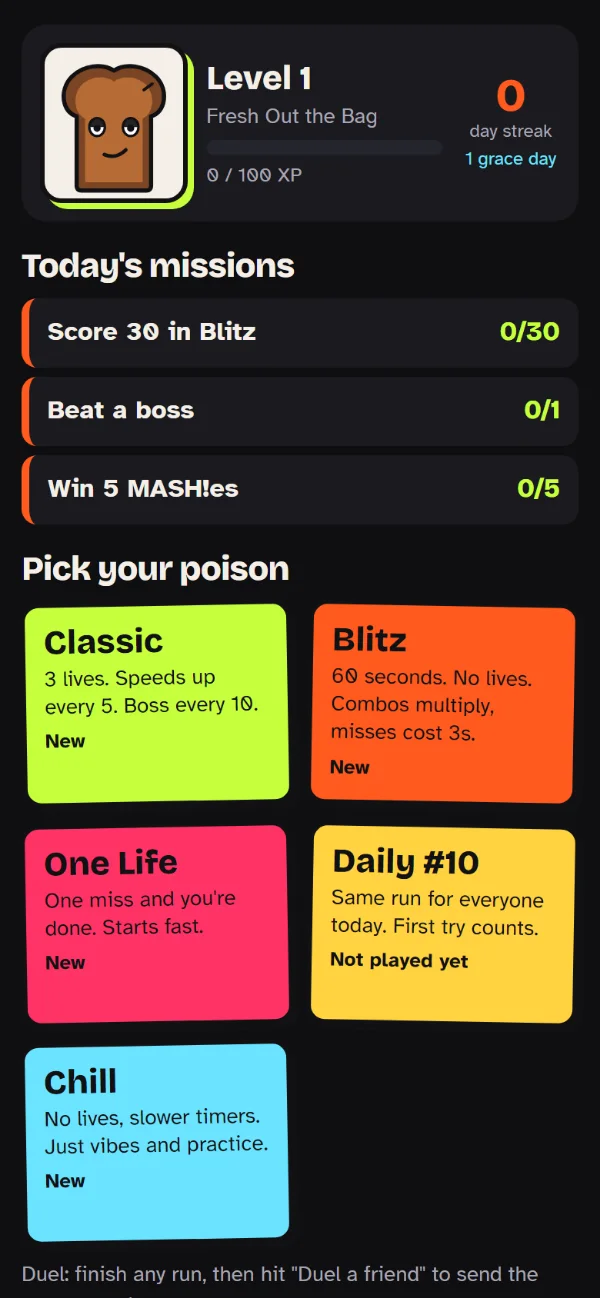 Level 1
Fresh Out the Bag
0 / 100 XP
0
day streak
1 grace day
Today's missions
Score 30 in Blitz
0/30
Beat a boss
0/1
Win 5 MASH!es
0/5
Pick your poison
Classic
3 lives. Speeds up
every 5. Boss every 10.
New
Blitz
60 seconds. No lives.
Combos multiply,
misses cost 3s.
New
One Life
One miss and you're
done. Starts fast.
New
Daily #10
Same run for everyone
today. First try counts.
Not played yet
Chill
No lives, slower timers.
Just vibes and practice.
New
Duel: finish any run, then hit "Duel a friend" to send the